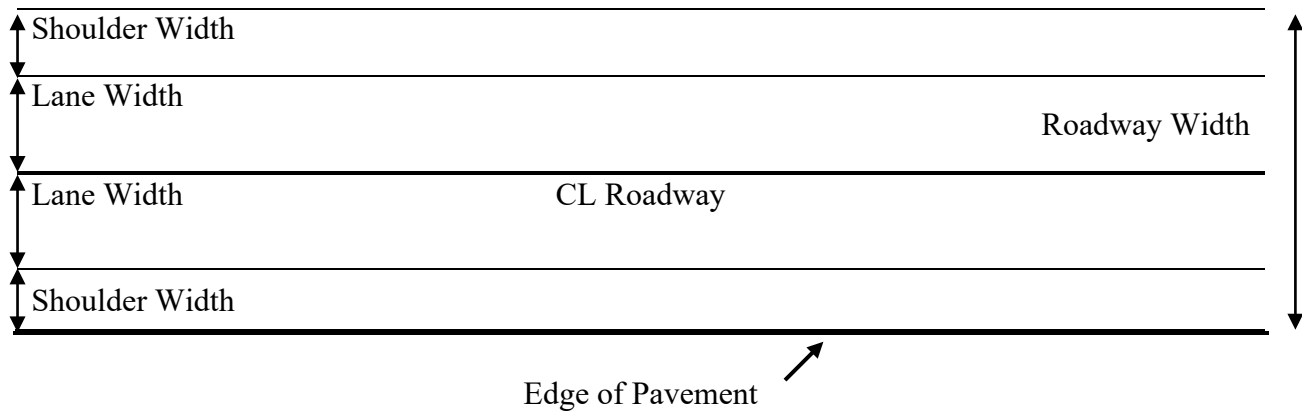 Shoulder Width
Lane Width
Roadway Width
Lane Width
CL Roadway
Shoulder Width
Edge of Pavement